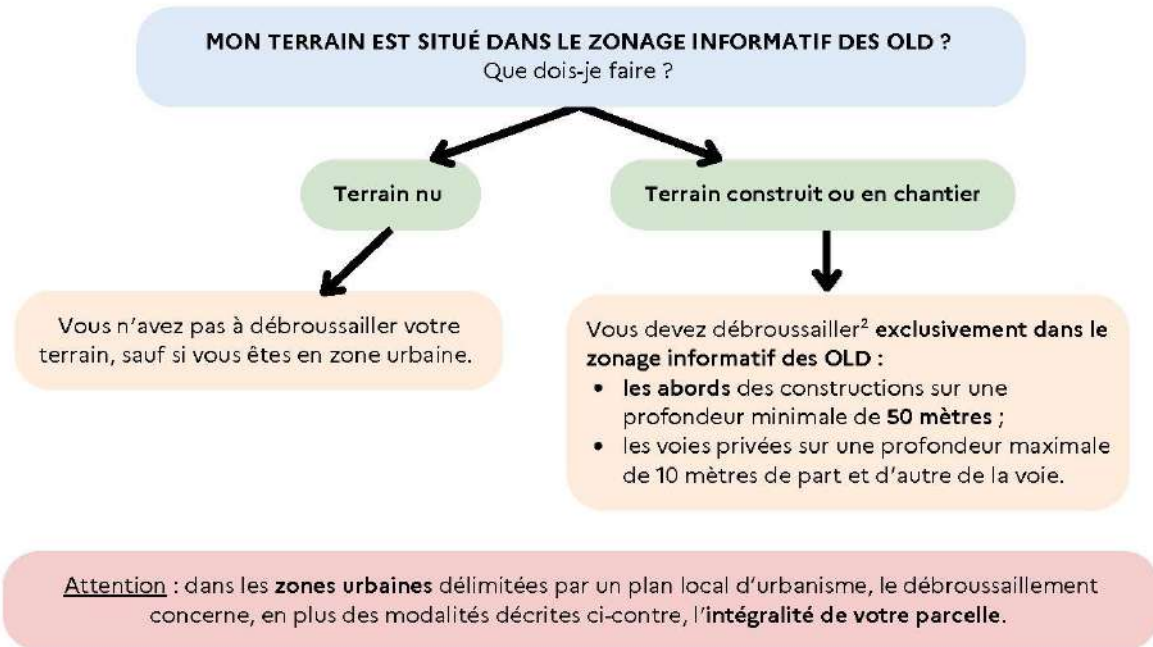 MON TERRAIN EST SITUÉ DANS LE ZONAGE INFORMATIF DES OLD ?
Que dois-je faire ?
Terrain nu
Terrain construit ou en chantier
Vous n'avez pas à débroussailler votre
terrain, sauf si vous êtes en zone urbaine.
Vous devez débroussailler² exclusivement dans le
zonage informatif des OLD :
• les abords des constructions sur une
profondeur minimale de 50 mètres ;
• les voies privées sur une profondeur maximale
de 10 mètres de part et d'autre de la voie.
Attention : dans les zones urbaines délimitées par un plan local d'urbanisme, le débroussaillement
concerne, en plus des modalités décrites ci-contre, l'intégralité de votre parcelle.